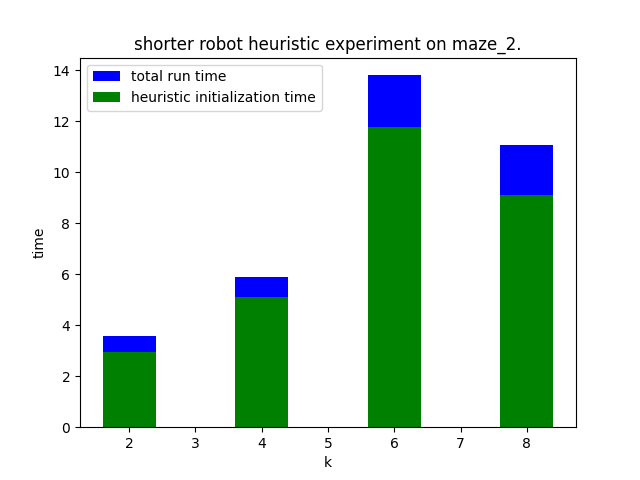 shorter robot heuristic experiment on maze_2.
total run time
heuristic initialization time
14
12
10
8
6
4
2
0
time
2 3 4 5 6 7 8
k